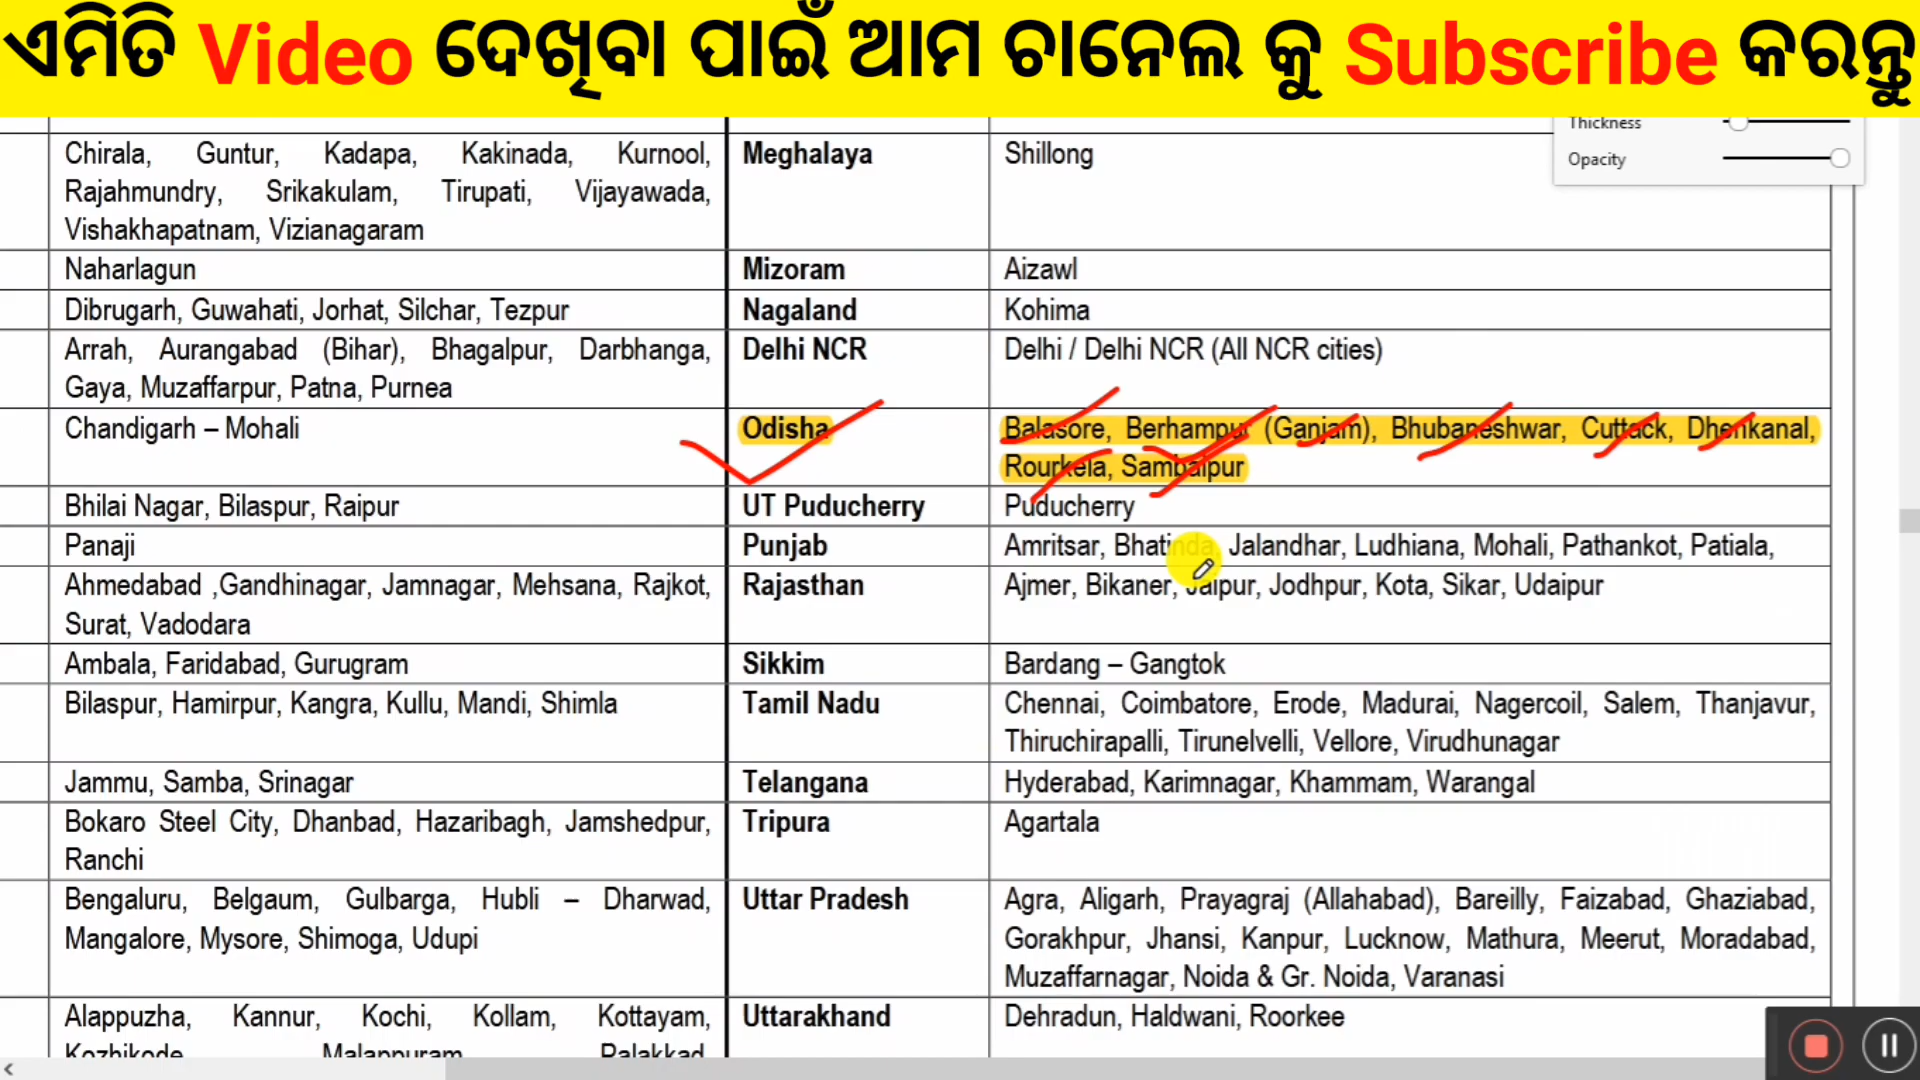 ଏମିତି Video ଦେଖିବା ପାଇଁ ଆମ ଚାନେଲ କୁ Subscribe କରନ୍ତୁ
Thickness
Opacity
Chirala, Guntur, Kadapa, Kakinada, Kurnool,
Rajahmundry, Srikakulam, Tirupati, Vijayawada,
Vishakhapatnam, Vizianagaram
Meghalaya
Shillong
Naharlagun
Mizoram
Aizawl
Dibrugarh, Guwahati, Jorhat, Silchar, Tezpur
Nagaland
Kohima
Arrah, Aurangabad (Bihar), Bhagalpur, Darbhanga,
Gaya, Muzaffarpur, Patna, Purnea
Delhi NCR
Delhi / Delhi NCR (All NCR cities)
Chandigarh – Mohali
Odisha
Balasore, Berhampur (Ganjam), Bhubaneshwar, Cuttack, Dhenkanal,
Rourkela, Sambalpur
Bhilai Nagar, Bilaspur, Raipur
UT Puducherry
Puducherry
Panaji
Punjab
Amritsar, Bhatinda, Jalandhar, Ludhiana, Mohali, Pathankot, Patiala,
Ahmedabad ,Gandhinagar, Jamnagar, Mehsana, Rajkot,
Surat, Vadodara
Rajasthan
Ajmer, Bikaner, Jaipur, Jodhpur, Kota, Sikar, Udaipur
Ambala, Faridabad, Gurugram
Sikkim
Bardang – Gangtok
Bilaspur, Hamirpur, Kangra, Kullu, Mandi, Shimla
Tamil Nadu
Chennai, Coimbatore, Erode, Madurai, Nagercoil, Salem, Thanjavur,
Thiruchirapalli, Tirunelvelli, Vellore, Virudhunagar
Jammu, Samba, Srinagar
Telangana
Hyderabad, Karimnagar, Khammam, Warangal
Bokaro Steel City, Dhanbad, Hazaribagh, Jamshedpur,
Ranchi
Tripura
Agartala
Bengaluru, Belgaum, Gulbarga, Hubli – Dharwad,
Mangalore, Mysore, Shimoga, Udupi
Uttar Pradesh
Agra, Aligarh, Prayagraj (Allahabad), Bareilly, Faizabad, Ghaziabad,
Gorakhpur, Jhansi, Kanpur, Lucknow, Mathura, Meerut, Moradabad,
Muzaffarnagar, Noida & Gr. Noida, Varanasi
Alappuzha, Kannur, Kochi, Kollam, Kottayam,
Kozhikode, Malappuram, Palakkad,
Uttarakhand
Dehradun, Haldwani, Roorkee